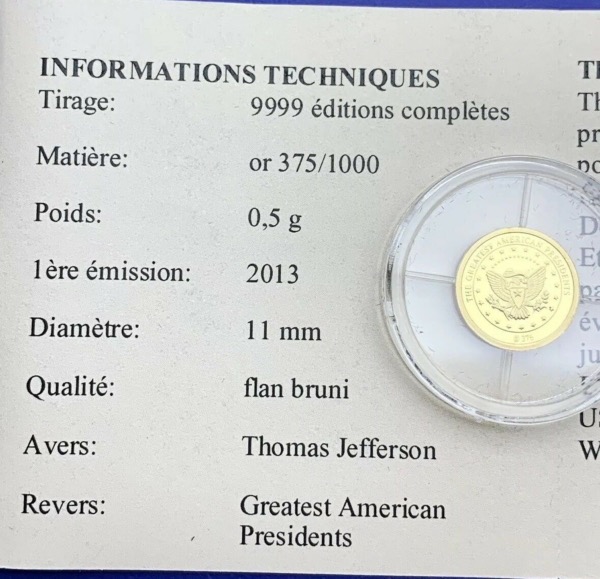 INFORMATIONS TECHNIQUES
Tirage: 9999 éditions complètes
Matière: or 375/1000
Poids: 0,5 g
1ère émission: 2013
Diamètre: 11 mm
Qualité: flan bruni
Avers: Thomas Jefferson
Revers: Greatest American
Presidents
THE GREATEST AMERICAN PRESIDENTS